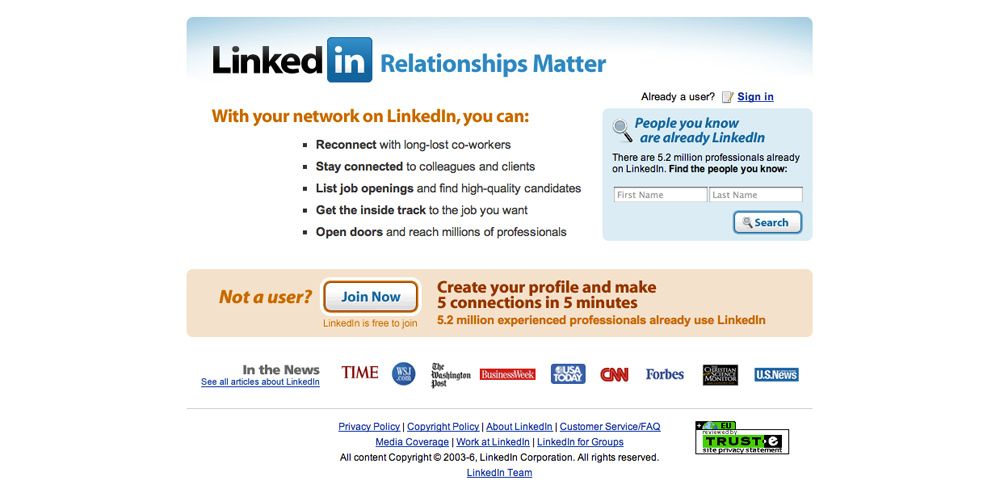 Linked in Relationships Matter
Already a user? Sign in
With your network on LinkedIn, you can:
Reconnect with long-lost co-workers
Stay connected to colleagues and clients
List job openings and find high-quality candidates
Get the inside track to the job you want
Open doors and reach millions of professionals
People you know
are already LinkedIn
There are 5.2 million professionals already
on LinkedIn. Find the people you know:
First Name Last Name
Search
Not a user?
Join Now
LinkedIn is free to join
Create your profile and make
5 connections in 5 minutes
5.2 million experienced professionals already use LinkedIn
In the News
See all articles about LinkedIn
TIME
WSJ
.com
The
Washington
Post
BusinessWeek
USA
TODAY
CNN
Forbes
THE
CHRISTIAN
SCIENCE
MONITOR
U.S.News
Privacy Policy | Copyright Policy | About LinkedIn | Customer Service/FAQ
Media Coverage | Work at LinkedIn | LinkedIn for Groups
All content Copyright © 2003-6, LinkedIn Corporation. All rights reserved.
LinkedIn Team
EU
reviewed by
TRUSTe
site privacy statement